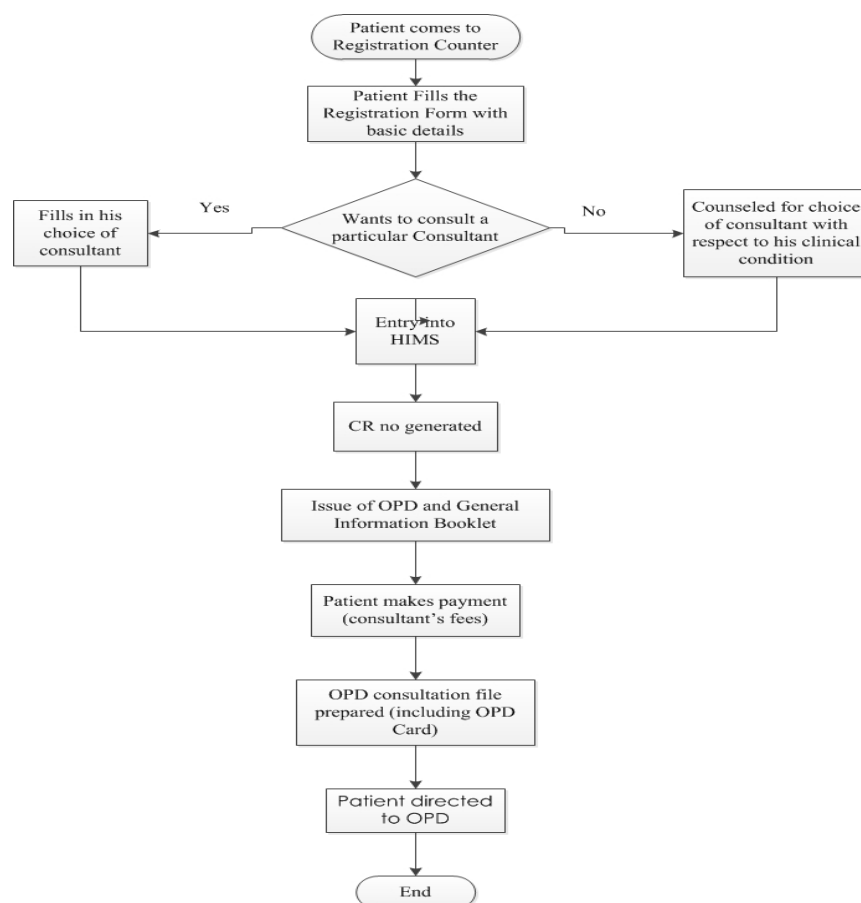 Patient comes to
Registration Counter
Patient Fills the
Registration Form with
basic details
Yes
No
Fills in his
choice of
consultant
Wants to consult a
particular Consultant
Counseled for choice
of consultant with
respect to his clinical
condition
Entry into
HIMS
CR no generated
Issue of OPD and General
Information Booklet
Patient makes payment
(consultant’s fees)
OPD consultation file
prepared (including OPD
Card)
Patient directed
to OPD
End